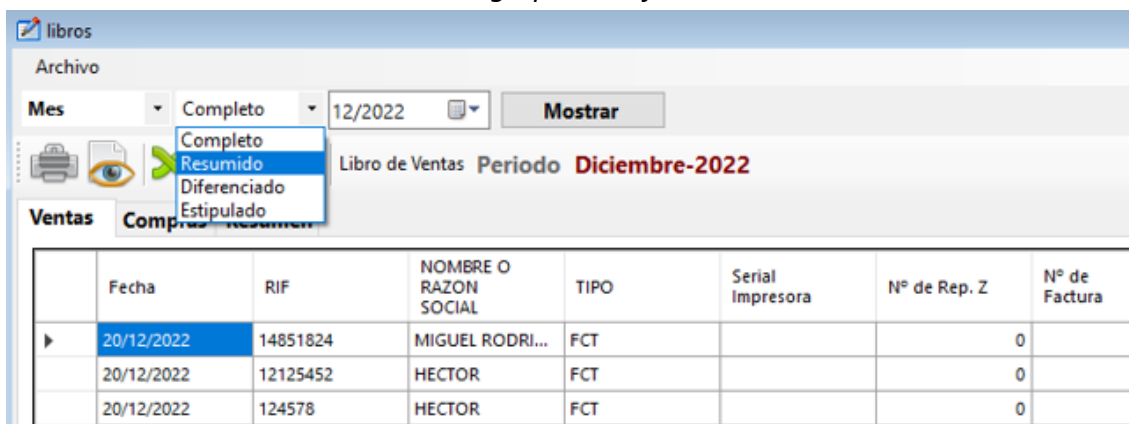 libros
Archivo
Mes Completo 12/2022 Mostrar
Completo
Resumido
Diferenciado
Estipulado
Libro de Ventas Periodo Diciembre-2022
Ventas
Fecha RIF NOMBRE O RAZON SOCIAL TIPO Serial Impresora Nº de Rep. Z Nº de Factura
20/12/2022 14851824 MIGUEL RODRI... FCT 0
20/12/2022 12125452 HECTOR FCT 0
20/12/2022 124578 HECTOR FCT 0